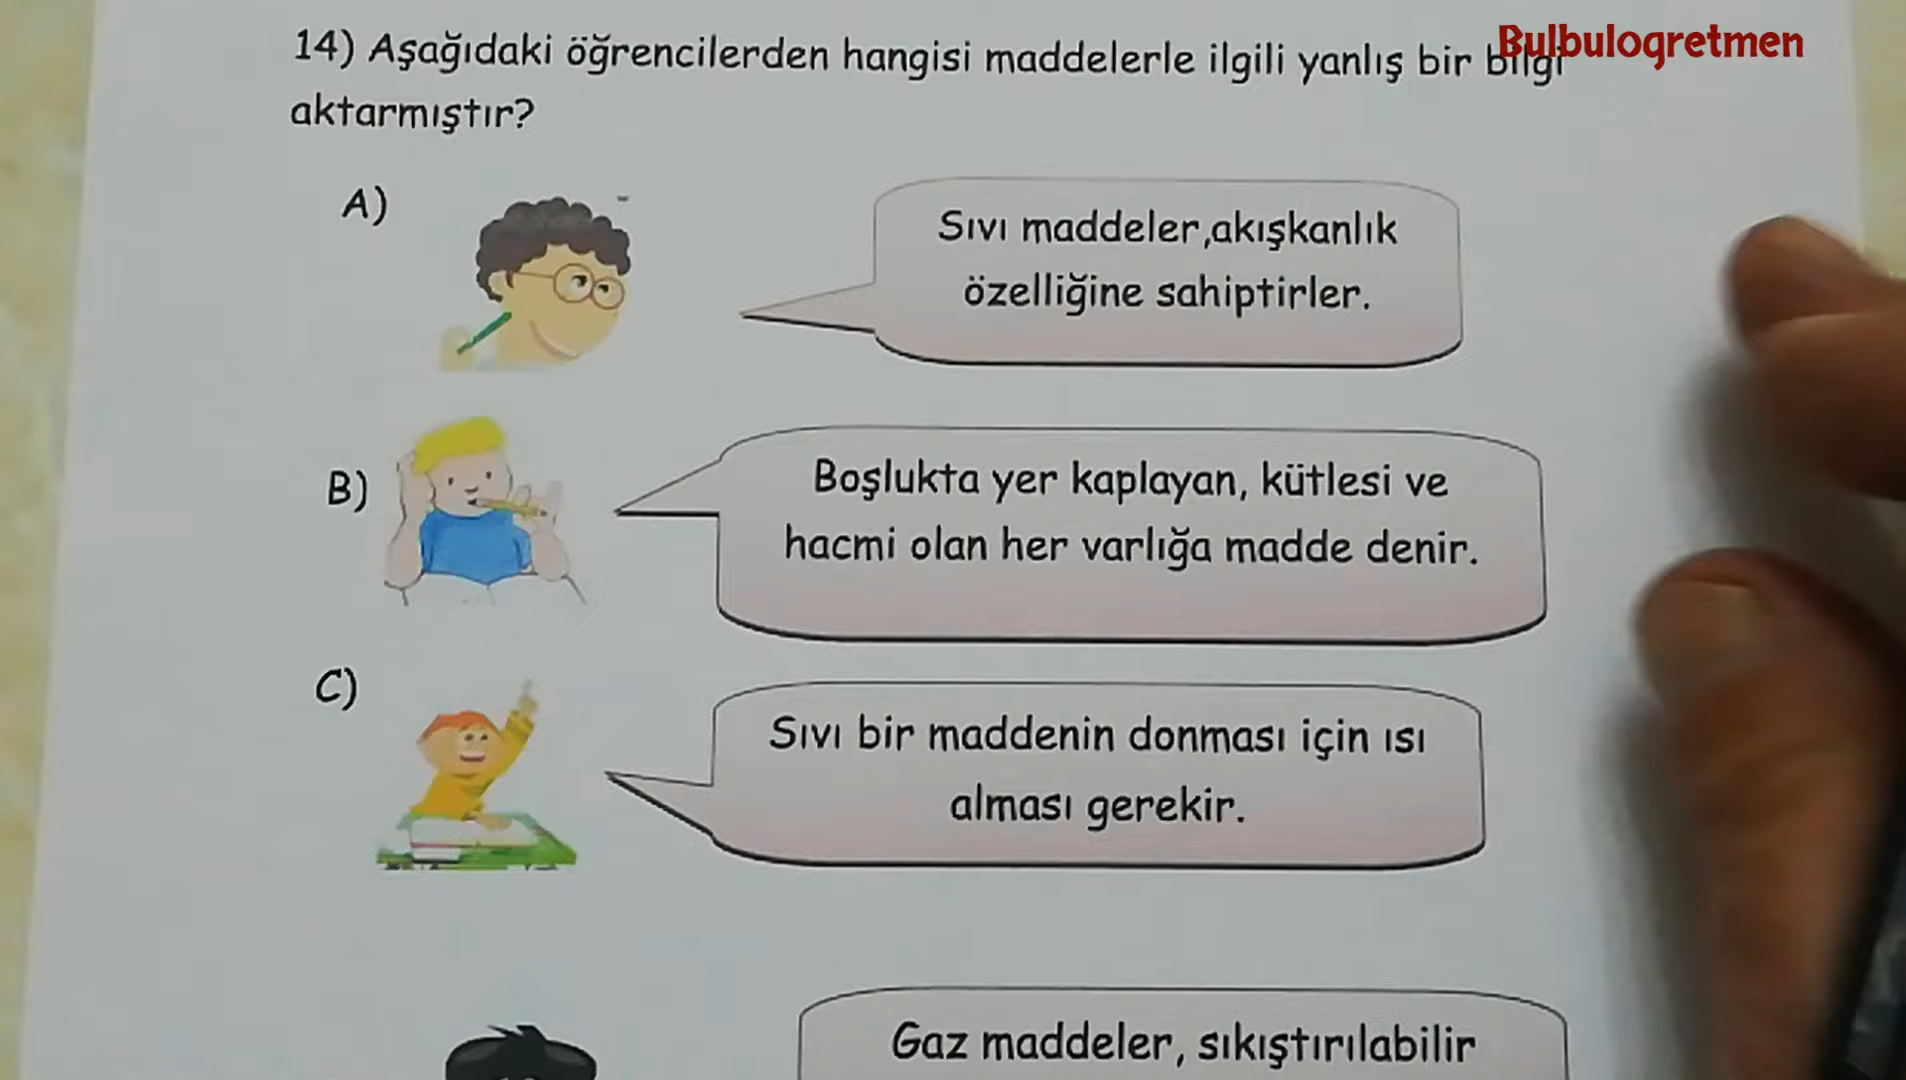 Bulbulogretmen
14) Aşağıdaki öğrencilerden hangisi maddelerle ilgili yanlış bir bilgi
aktarmıştır?
A)
Sıvı maddeler,akışkanlık
özelliğine sahiptirler.
B)
Boşlukta yer kaplayan, kütlesi ve
hacmi olan her varlığa madde denir.
C)
Sıvı bir maddenin donması için ısı
alması gerekir.
Gaz maddeler, sıkıştırılabilir